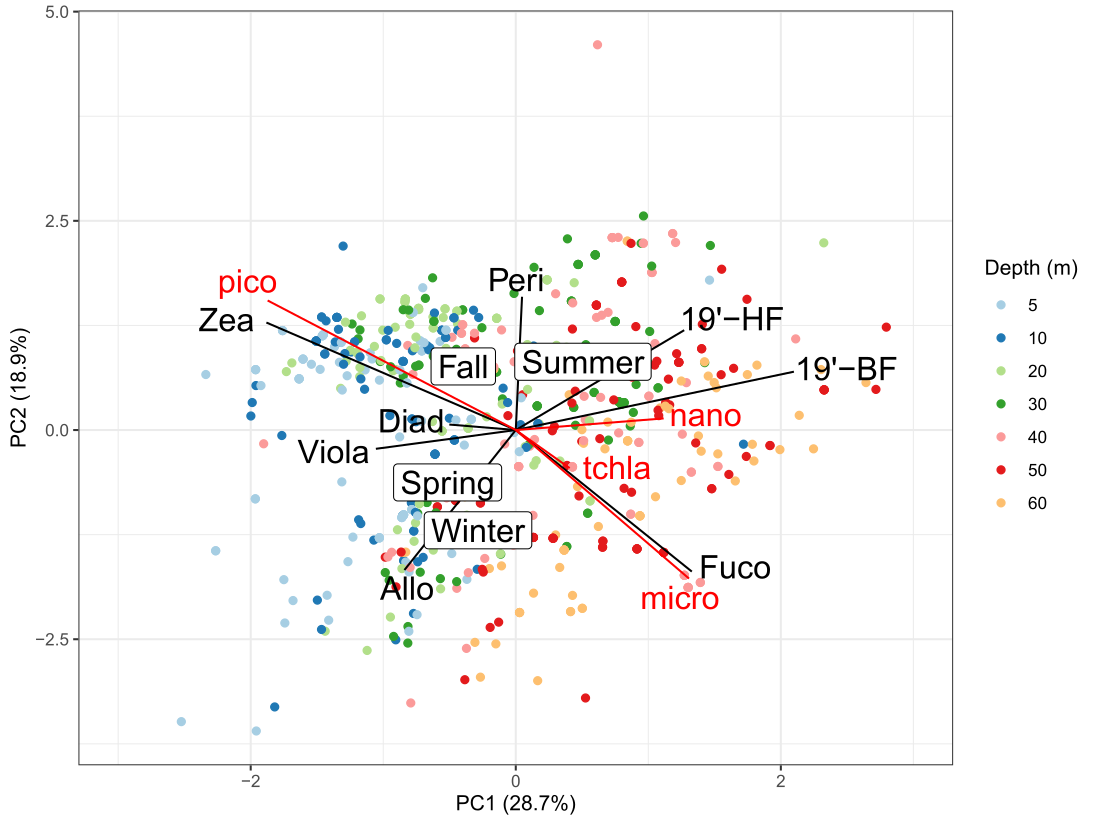 5.0
2.5
0.0
−2.5
PC2 (18.9%)
pico
Zea
Peri
19'−HF
Fall
Summer
19'−BF
Diad
nano
Viola
tchla
Spring
Winter
Fuco
Allo
micro
−2
0
2
PC1 (28.7%)
Depth (m)
5
10
20
30
40
50
60